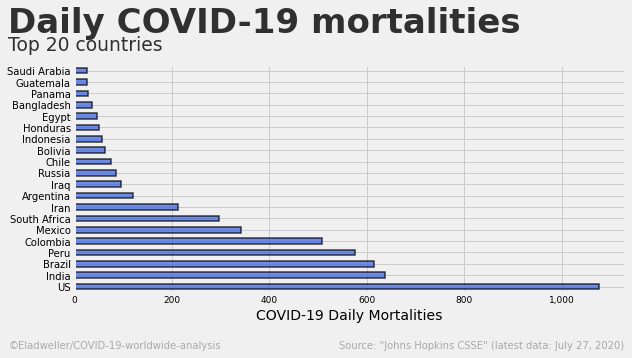 Daily COVID-19 mortalities
Top 20 countries
Saudi Arabia
Guatemala
Panama
Bangladesh
Egypt
Honduras
Indonesia
Bolivia
Chile
Russia
Iraq
Argentina
Iran
South Africa
Mexico
Colombia
Peru
Brazil
India
US
0 200 400 600 800 1,000
COVID-19 Daily Mortalities
©Eladweller/COVID-19-worldwide-analysis Source: "Johns Hopkins CSSE" (latest data: July 27, 2020)